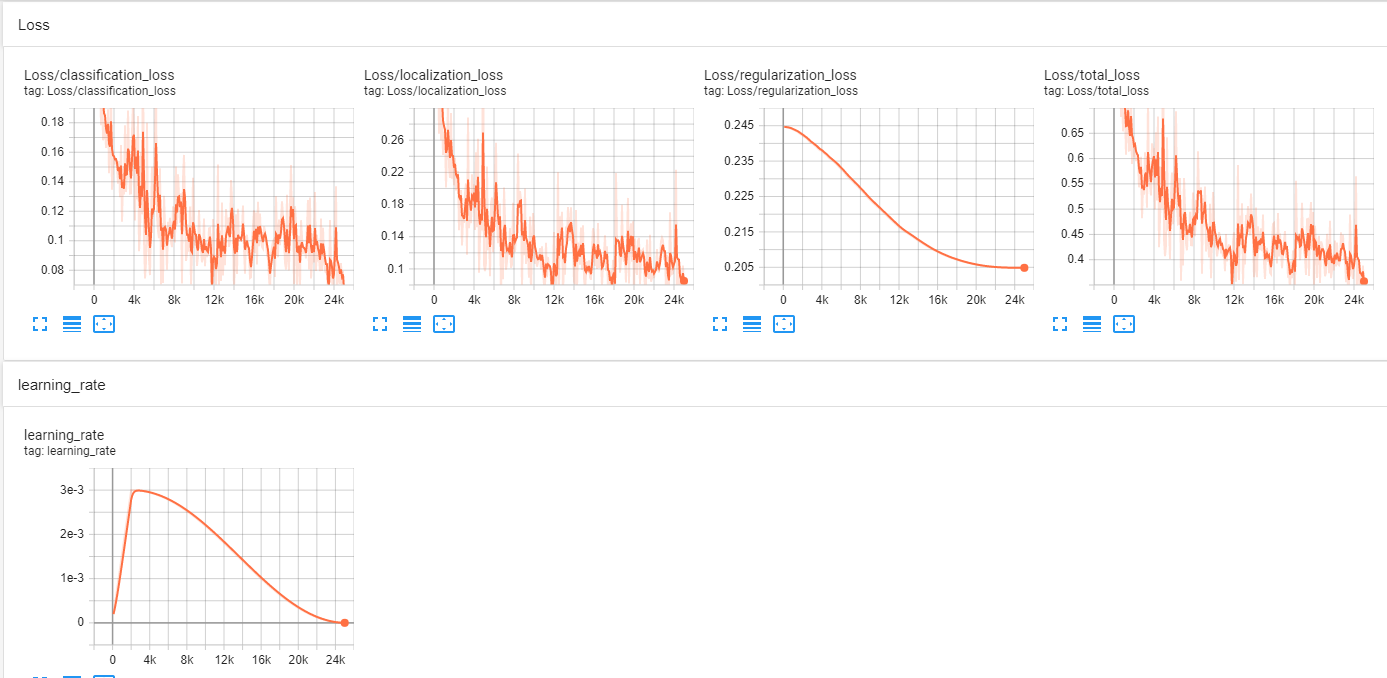 Loss
Loss/classification_loss
tag: Loss/classification_loss
0.18
0.16
0.14
0.12
0.1
0.08
0 4k 8k 12k 16k 20k 24k
Loss/localization_loss
tag: Loss/localization_loss
0.26
0.22
0.18
0.14
0.1
0 4k 8k 12k 16k 20k 24k
Loss/regularization_loss
tag: Loss/regularization_loss
0.245
0.235
0.225
0.215
0.205
0 4k 8k 12k 16k 20k 24k
Loss/total_loss
tag: Loss/total_loss
0.65
0.6
0.55
0.5
0.45
0.4
0 4k 8k 12k 16k 20k 24k
learning_rate
learning_rate
tag: learning_rate
3e-3
2e-3
1e-3
0
0 4k 8k 12k 16k 20k 24k